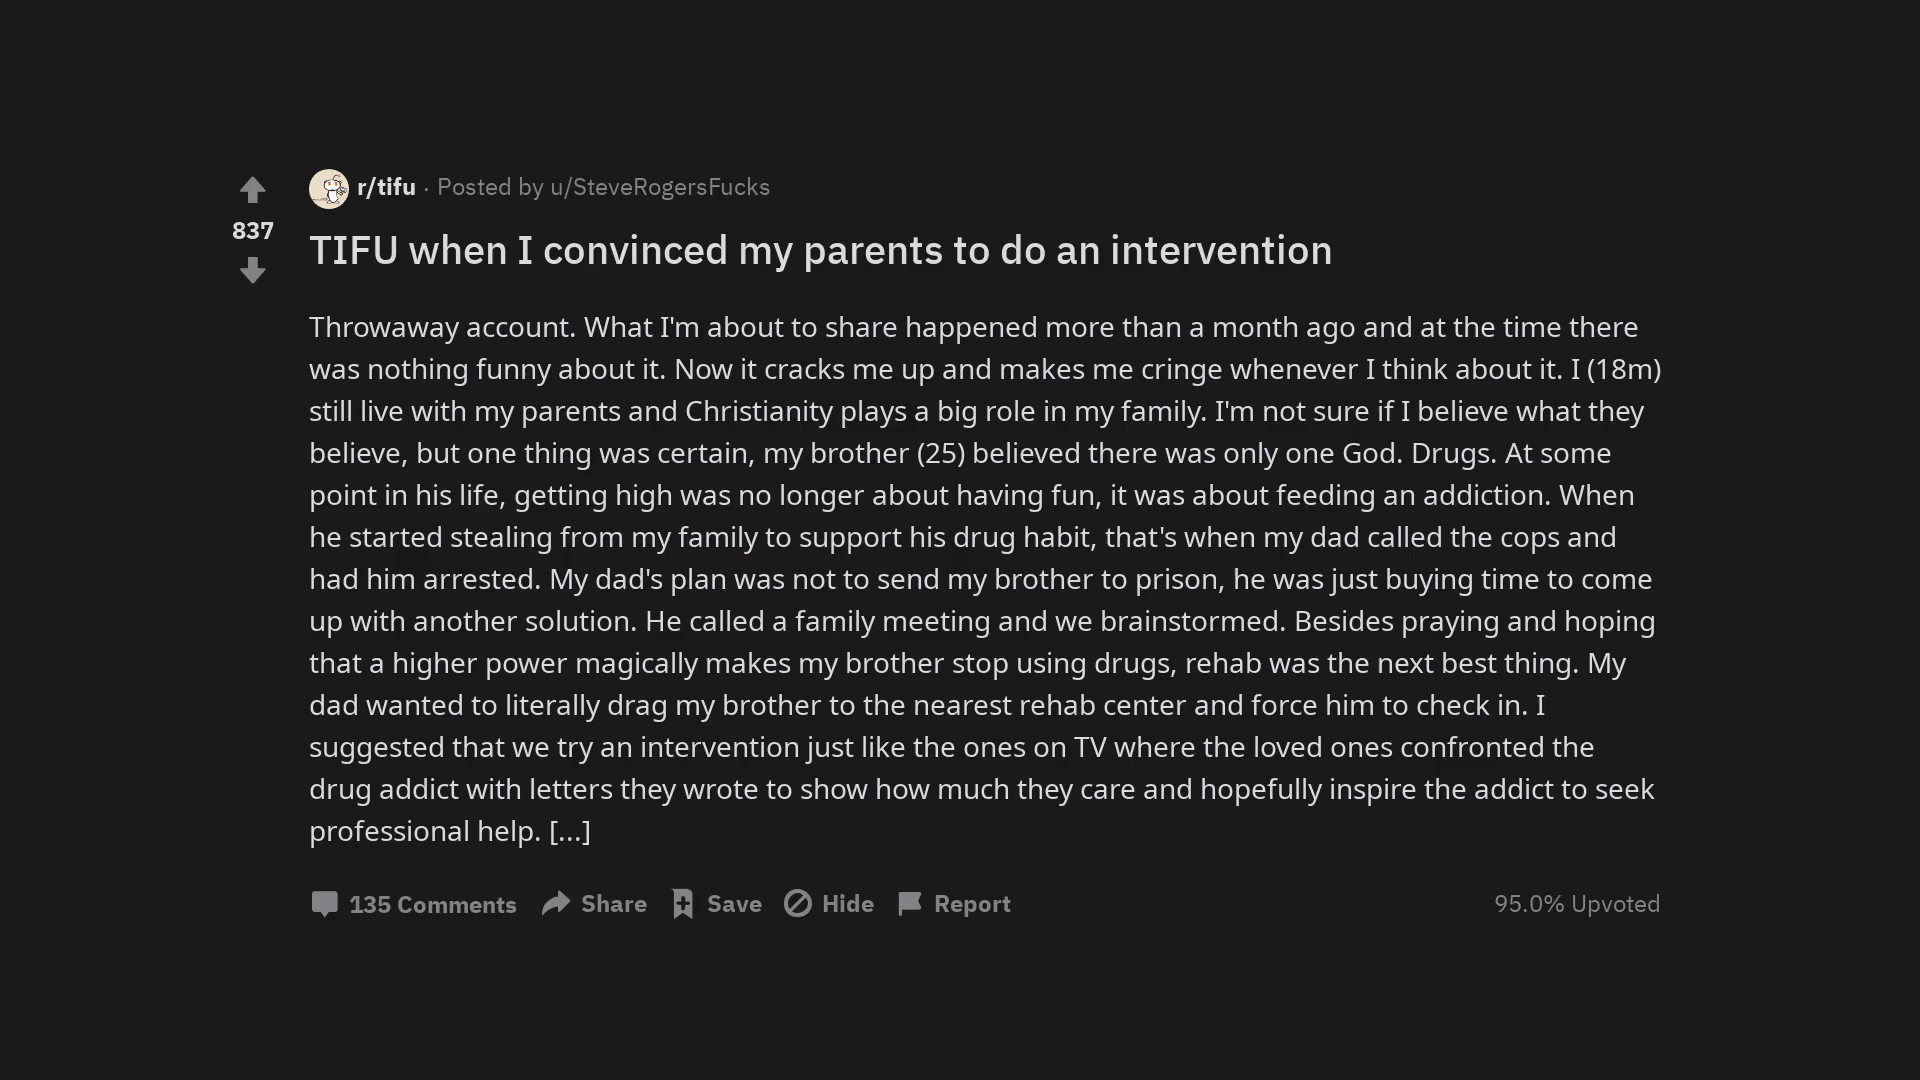 r/tifu · Posted by u/SteveRogersFucks
837
TIFU when I convinced my parents to do an intervention
Throwaway account. What I'm about to share happened more than a month ago and at the time there
was nothing funny about it. Now it cracks me up and makes me cringe whenever I think about it. I (18m)
still live with my parents and Christianity plays a big role in my family. I'm not sure if I believe what they
believe, but one thing was certain, my brother (25) believed there was only one God. Drugs. At some
point in his life, getting high was no longer about having fun, it was about feeding an addiction. When
he started stealing from my family to support his drug habit, that's when my dad called the cops and
had him arrested. My dad's plan was not to send my brother to prison, he was just buying time to come
up with another solution. He called a family meeting and we brainstormed. Besides praying and hoping
that a higher power magically makes my brother stop using drugs, rehab was the next best thing. My
dad wanted to literally drag my brother to the nearest rehab center and force him to check in. I
suggested that we try an intervention just like the ones on TV where the loved ones confronted the
drug addict with letters they wrote to show how much they care and hopefully inspire the addict to seek
professional help. [...]
135 Comments Share Save Hide Report 95.0% Upvoted